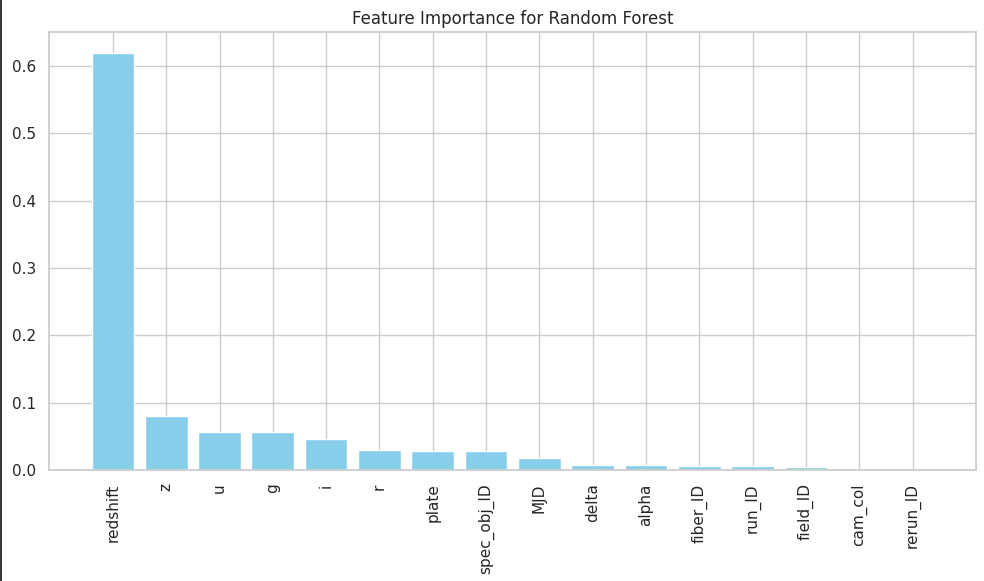 Feature Importance for Random Forest
0.6
0.5
0.4
0.3
0.2
0.1
0.0
redshift
z
u
g
i
r
plate
spec_obj_ID
MJD
delta
alpha
fiber_ID
run_ID
field_ID
cam_col
rerun_ID